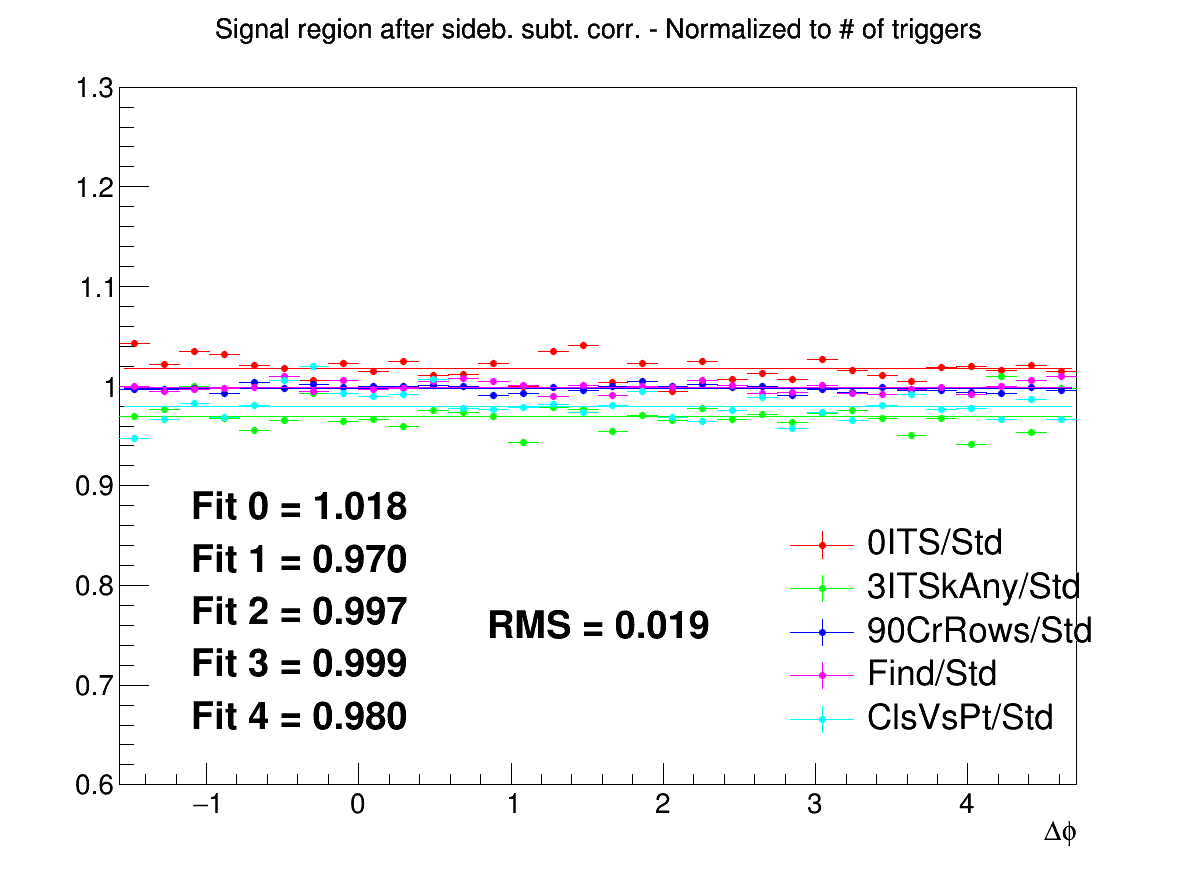 Signal region after sideb. subt. corr. - Normalized to # of triggers
1.3
1.2
1.1
1
0.9
0.8
0.7
0.6
Fit 0 = 1.018
Fit 1 = 0.970
Fit 2 = 0.997
Fit 3 = 0.999
Fit 4 = 0.980
RMS = 0.019
0ITS/Std
3ITSkAny/Std
90CrRows/Std
Find/Std
ClsVsPt/Std
−1 0 1 2 3 4
Δϕ